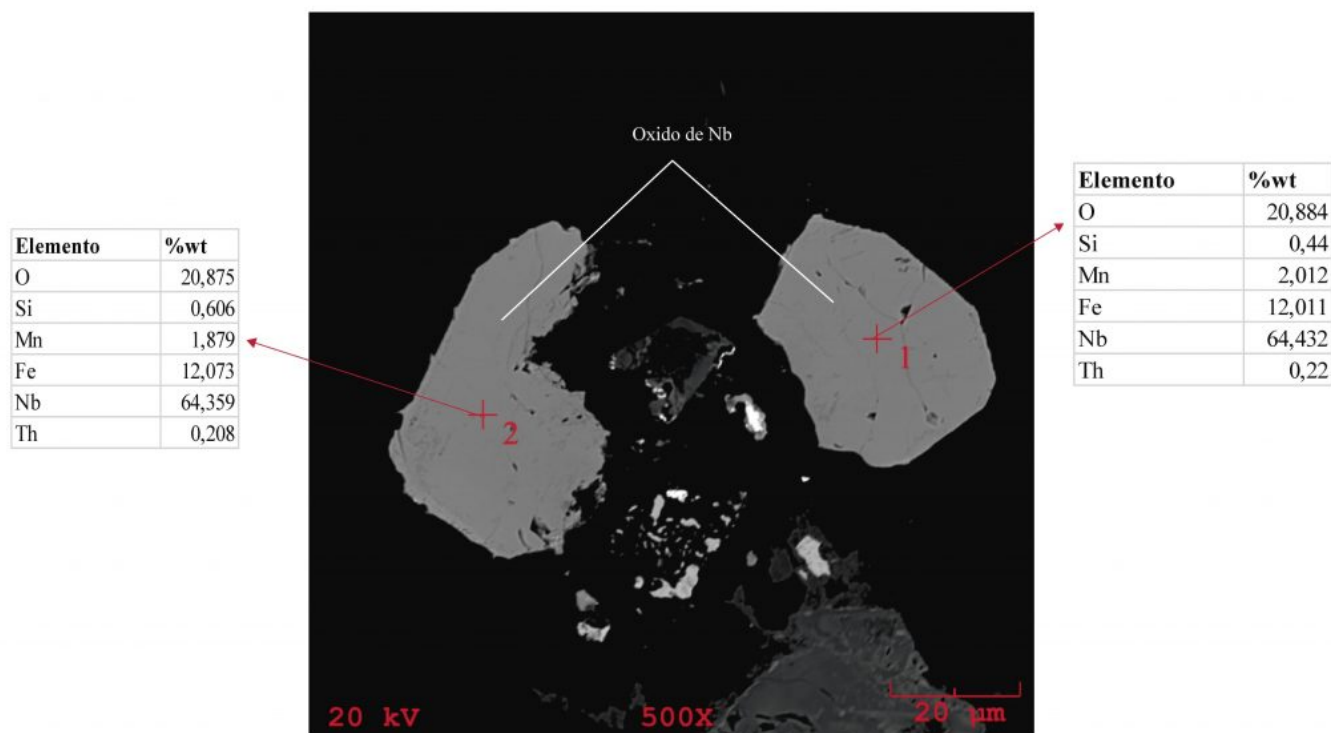 Oxido de Nb
Elemento %wt
O 20,875
Si 0,606
Mn 1,879
Fe 12,073
Nb 64,359
Th 0,208
Elemento %wt
O 20,884
Si 0,44
Mn 2,012
Fe 12,011
Nb 64,432
Th 0,22
1
2
20 kV 500X 20 µm